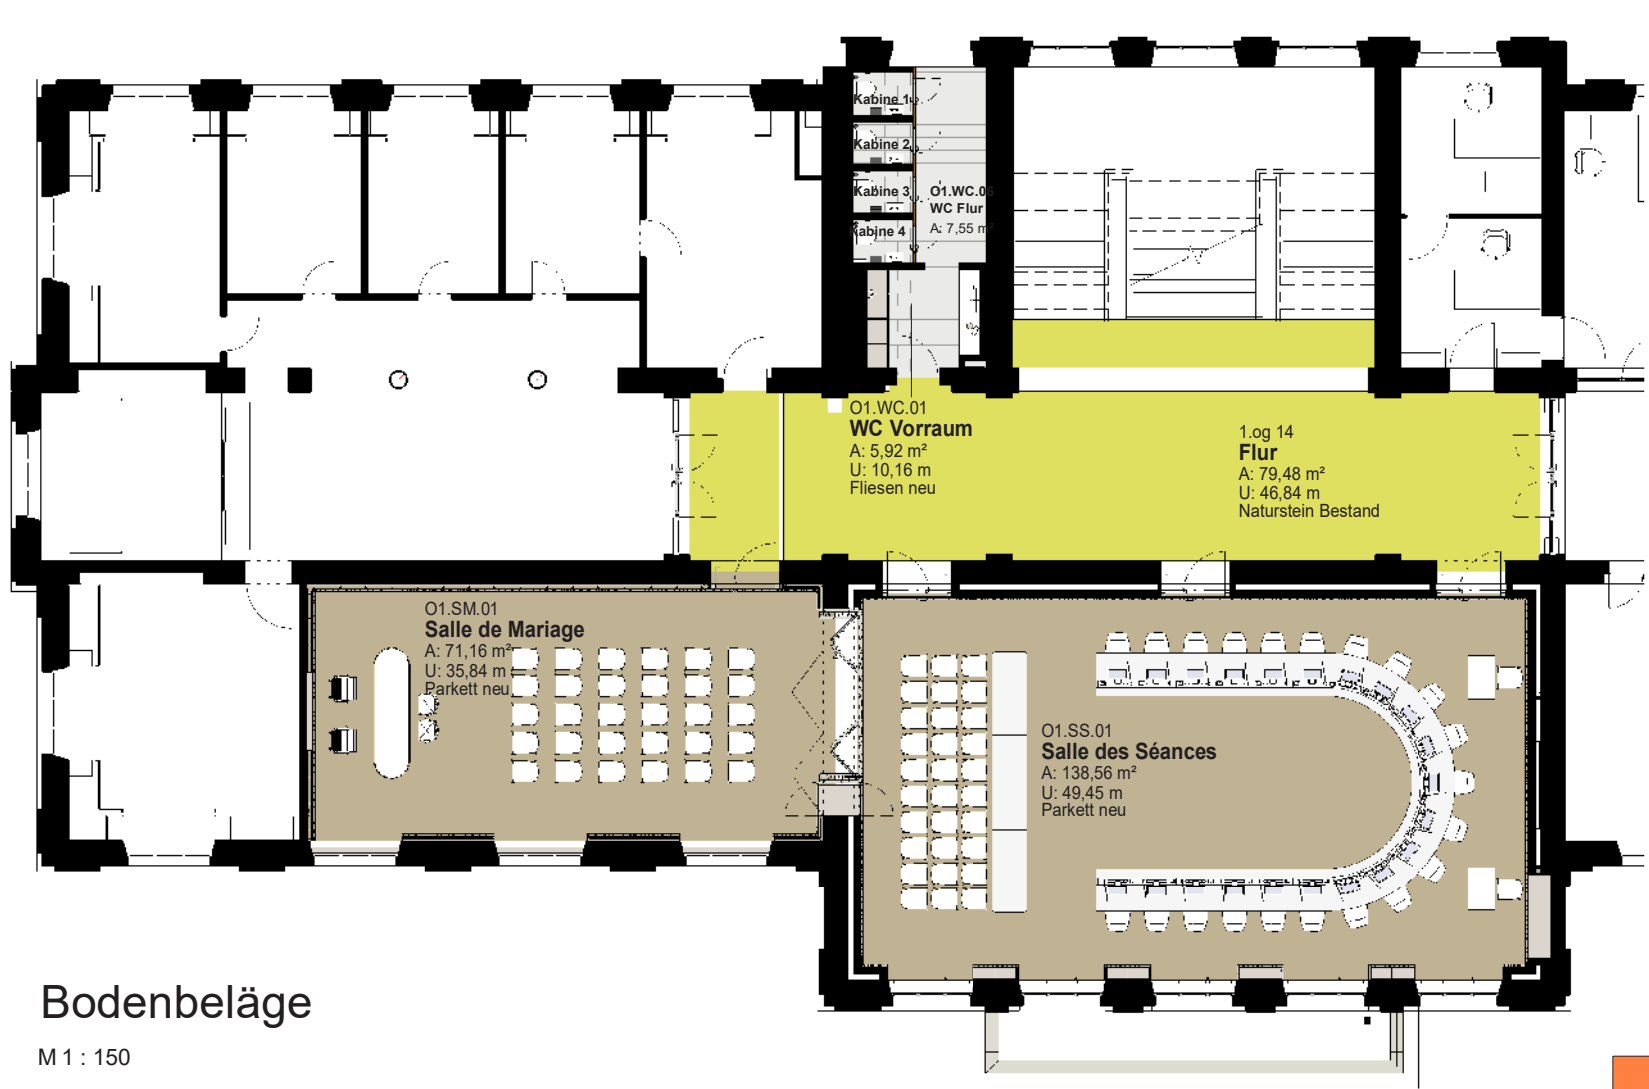 Kabine 1
Kabine 2
Kabine 3
Kabine 4
O1.WC.06
WC Flur
A: 7,55 m²
O1.WC.01
WC Vorraum
A: 5,92 m²
U: 10,16 m
Fliesen neu
1.og 14
Flur
A: 79,48 m²
U: 46,84 m
Naturstein Bestand
O1.SM.01
Salle de Mariage
A: 71,16 m²
U: 35,84 m
Parkett neu
O1.SS.01
Salle des Séances
A: 138,56 m²
U: 49,45 m
Parkett neu
Bodenbeläge
M 1 : 150